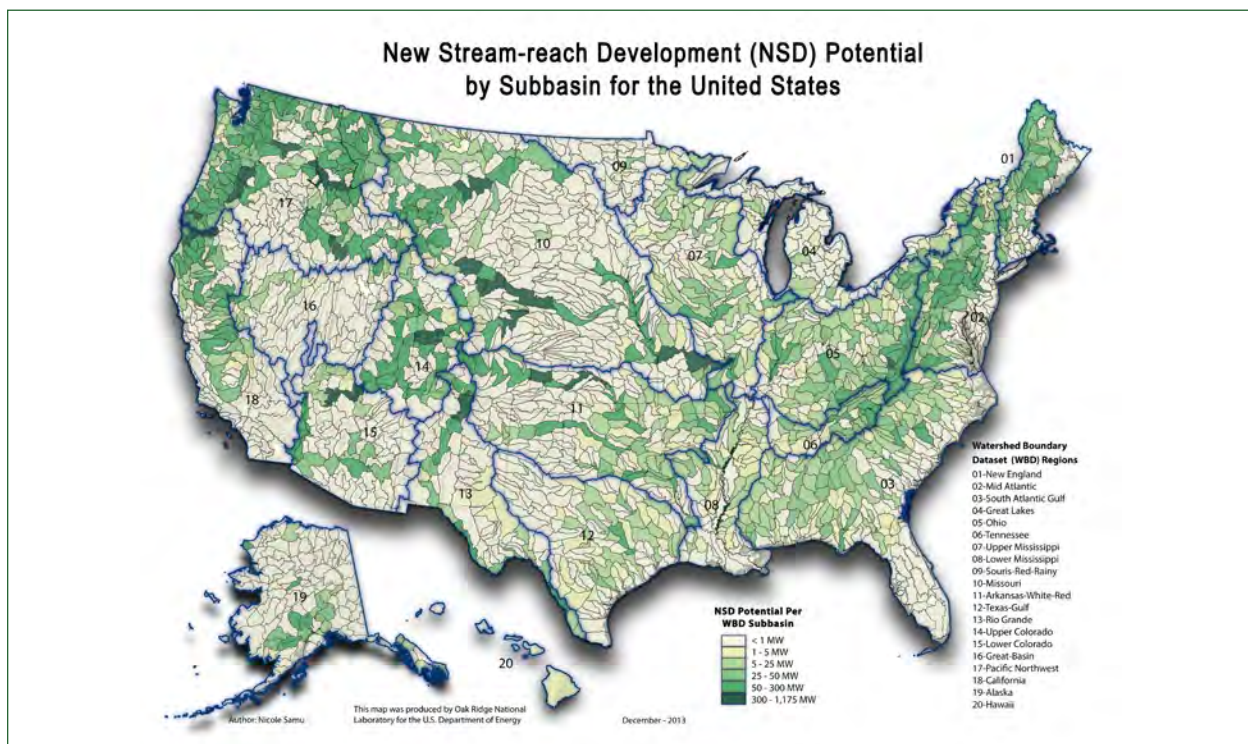 New Stream-reach Development (NSD) Potential
by Subbasin for the United States
01
09
17
10
04
07
16
02
05
14
18
11
15
06
Watershed Boundary
Dataset (WBD) Regions
01-New England
02-Mid Atlantic
03-South Atlantic Gulf
04-Great Lakes
05-Ohio
06-Tennessee
07-Upper Mississippi
08-Lower Mississippi
09-Souris-Red-Rainy
10-Missouri
11-Arkansas-White-Red
12-Texas-Gulf
13-Rio Grande
14-Upper Colorado
15-Lower Colorado
16-Great-Basin
17-Pacific Northwest
18-California
19-Alaska
20-Hawaii
03
13
08
12
19
20
NSD Potential Per
WBD Subbasin
< 1 MW
1 - 5 MW
5 - 25 MW
25 - 50 MW
50 - 300 MW
300 - 1,175 MW
Author: Nicole Samu
This map was produced by Oak Ridge National
Laboratory for the U.S. Department of Energy
December - 2013